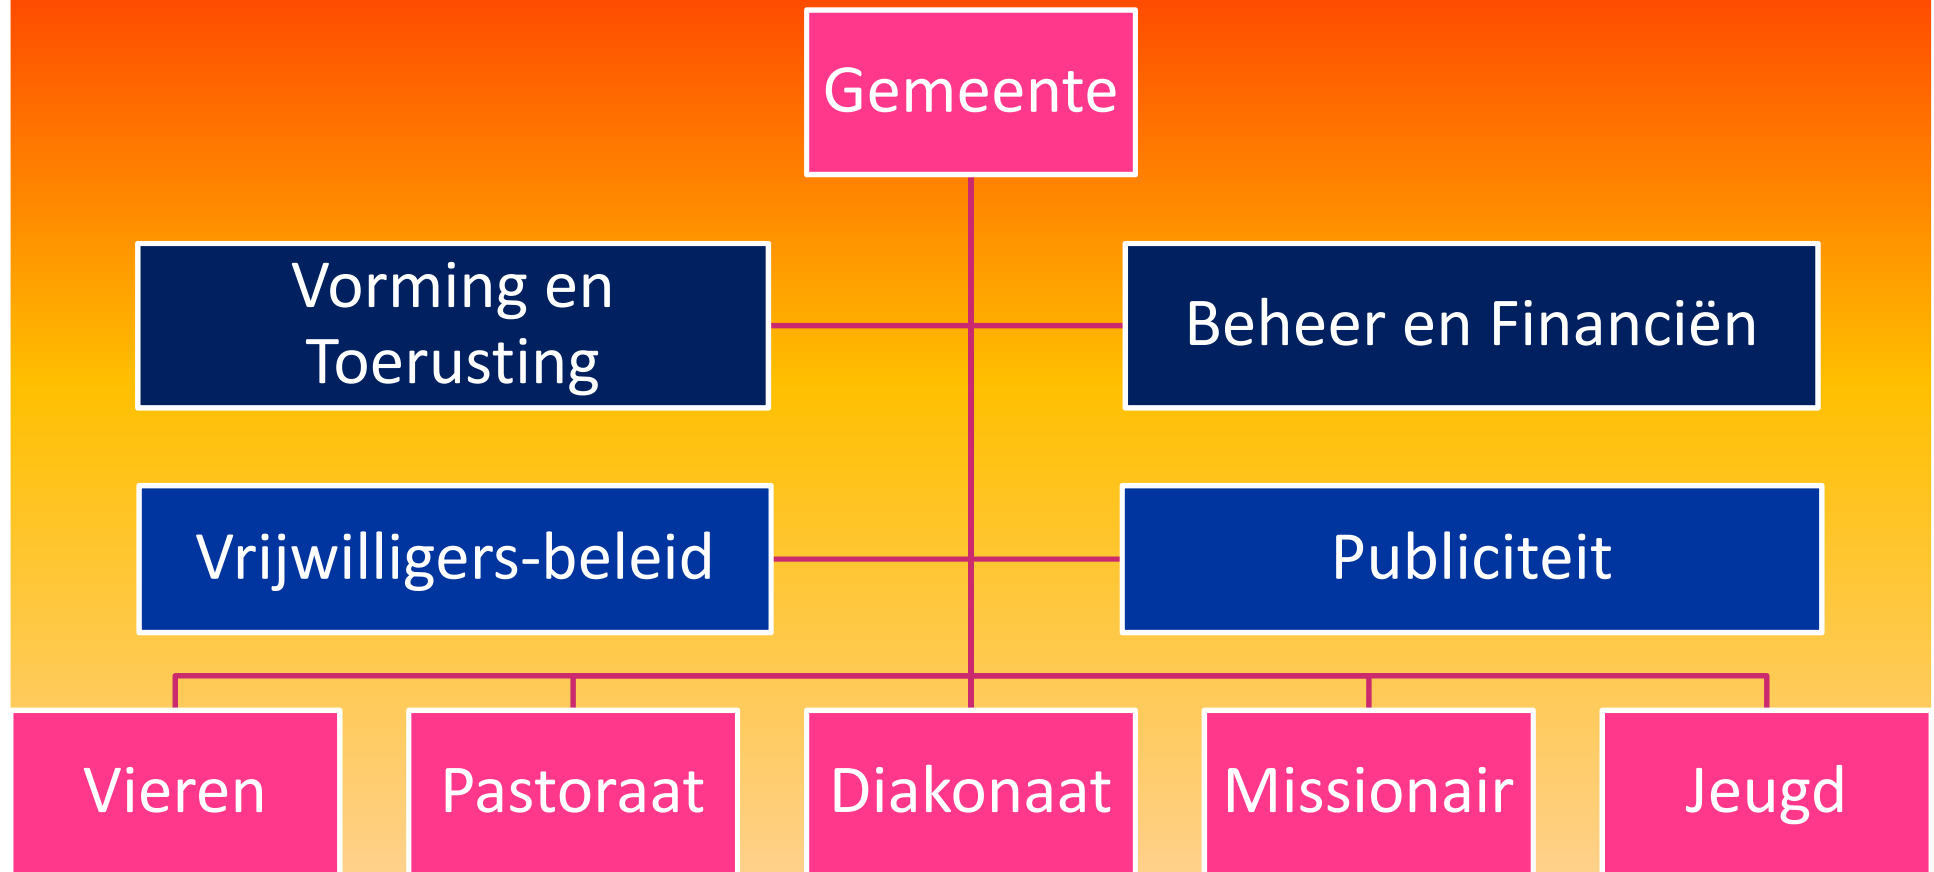 Gemeente
Vorming en
Toerusting
Beheer en Financiën
Vrijwilligers-beleid
Publiciteit
Vieren
Pastoraat
Diakonaat
Missionair
Jeugd